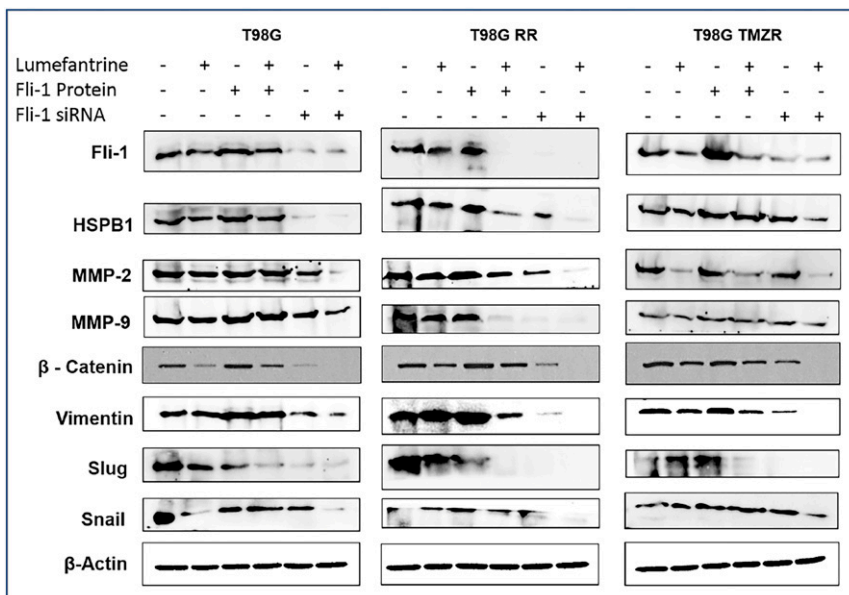 T98G T98G RR T98G TMZR
Lumefantrine - + - + - + - + - + - + - + - + - +
Fli-1 Protein - - + + - - - - + + - - - - + + - -
Fli-1 siRNA - - - - + + - - - - + + - - - - + +
Fli-1
HSPB1
MMP-2
MMP-9
β - Catenin
Vimentin
Slug
Snail
β-Actin